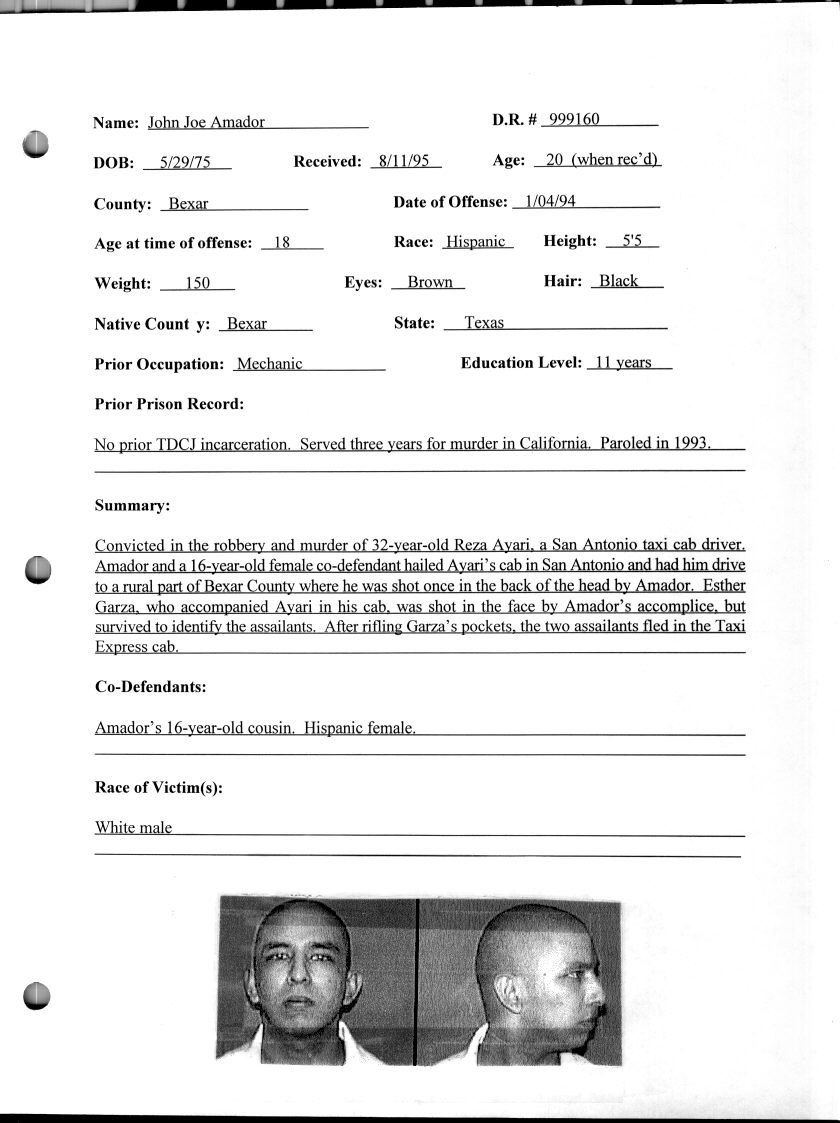 Name: John Joe Amador D.R. # 999160
DOB: 5/29/75 Received: 8/11/95 Age: 20 (when rec'd)
County: Bexar Date of Offense: 1/04/94
Age at time of offense: 18 Race: Hispanic Height: 5'5
Weight: 150 Eyes: Brown Hair: Black
Native Count y: Bexar State: Texas
Prior Occupation: Mechanic Education Level: 11 years
Prior Prison Record:
No prior TDCJ incarceration. Served three years for murder in California. Paroled in 1993.
Summary:
Convicted in the robbery and murder of 32-year-old Reza Ayari, a San Antonio taxi cab driver.
Amador and a 16-year-old female co-defendant hailed Ayari's cab in San Antonio and had him drive
to a rural part of Bexar County where he was shot once in the back of the head by Amador. Esther
Garza, who accompanied Ayari in his cab, was shot in the face by Amador's accomplice, but
survived to identify the assailants. After rifling Garza's pockets, the two assailants fled in the Taxi
Express cab.
Co-Defendants:
Amador's 16-year-old cousin. Hispanic female.
Race of Victim(s):
White male